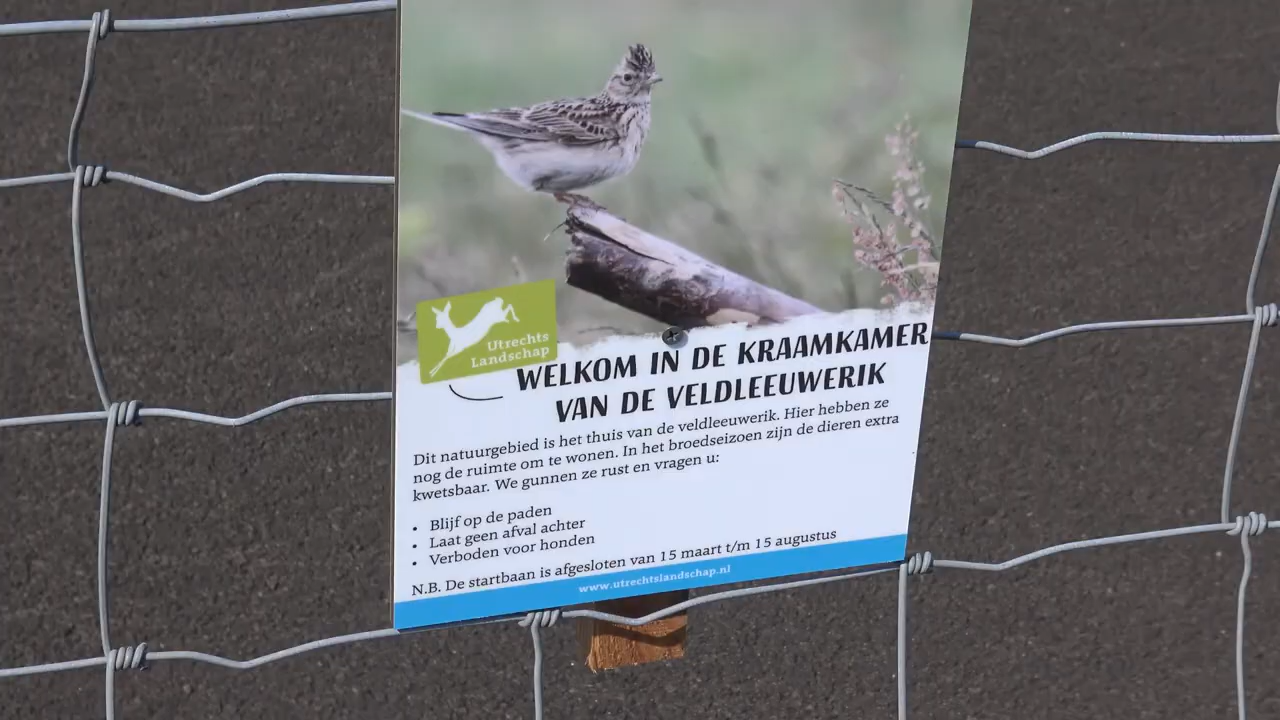 Utrechts
Landschap
WELKOM IN DE KRAAMKAMER
VAN DE VELDLEEUWERIK
Dit natuurgebied is het thuis van de veldleeuwerik. Hier hebben ze
nog de ruimte om te wonen. In het broedseizoen zijn de dieren extra
kwetsbaar. We gunnen ze rust en vragen u:
• Blijf op de paden
• Laat geen afval achter
• Verboden voor honden
N.B. De startbaan is afgesloten van 15 maart t/m 15 augustus
www.utrechtslandschap.nl